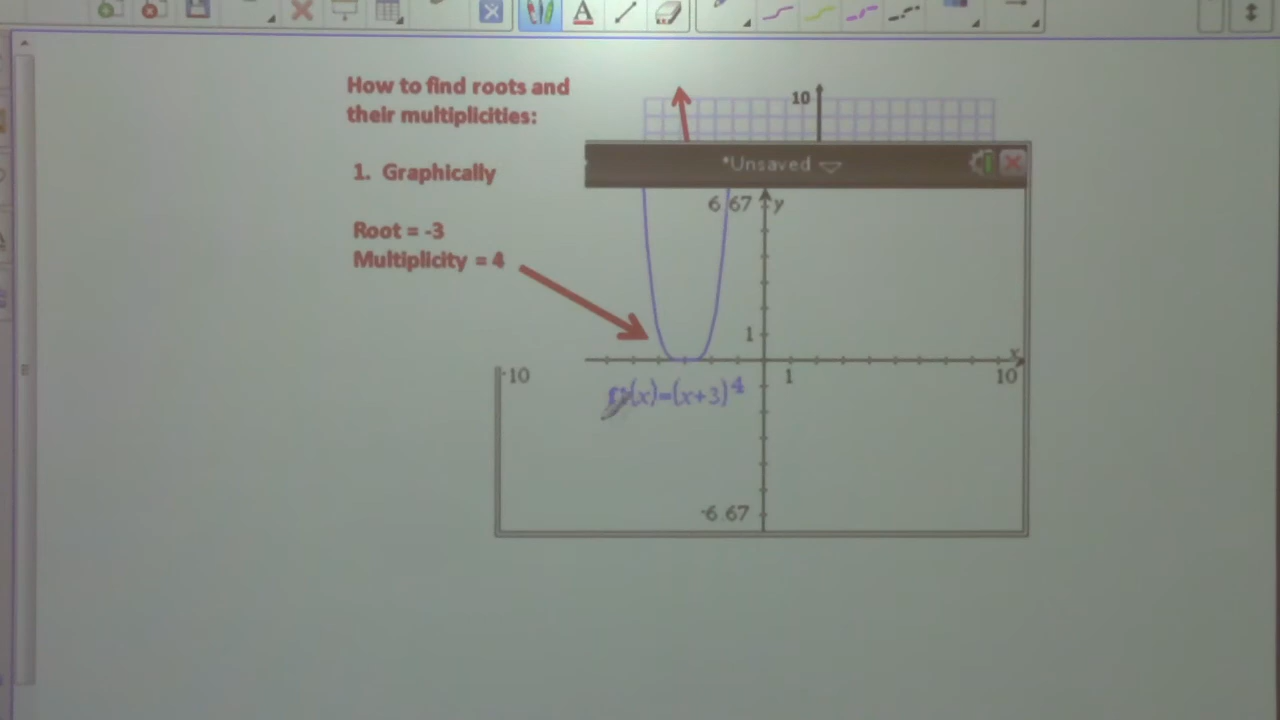 How to find roots and
their multiplicities:
1. Graphically
Root = -3
Multiplicity = 4
10
*Unsaved
6.67 y
1
x
-10
1
10
(x)=(x+3)^4
-6.67